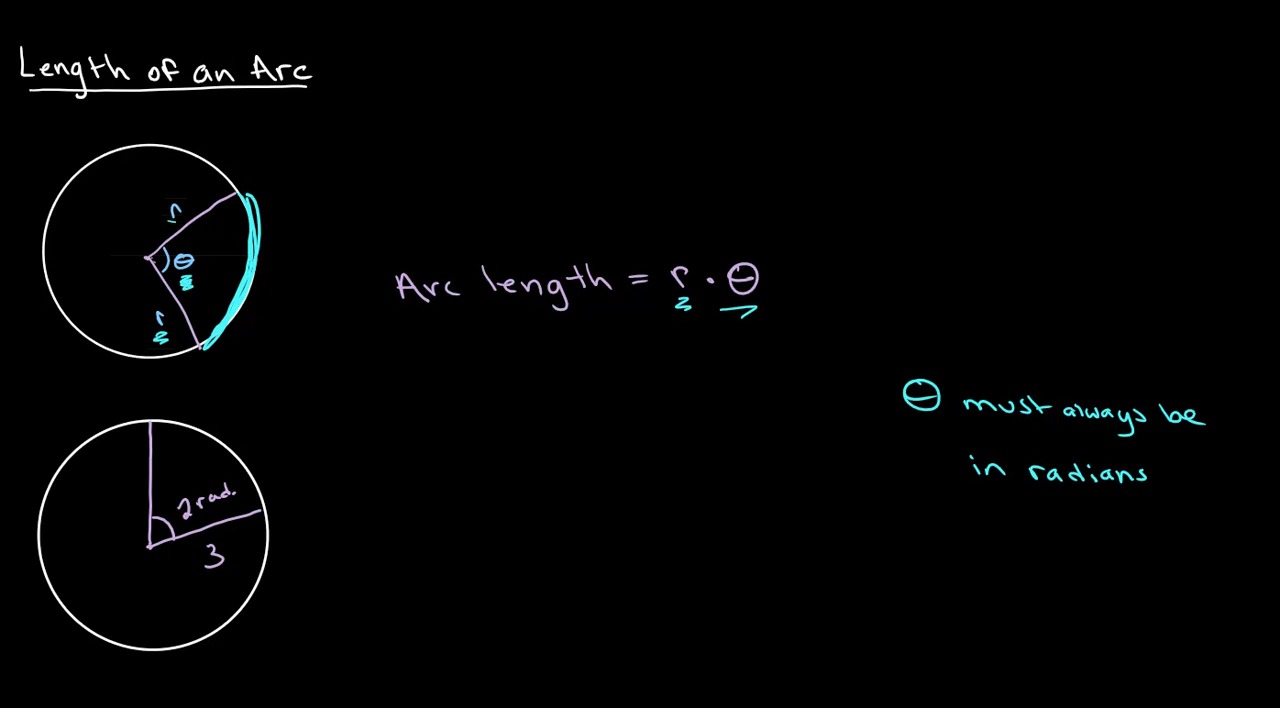 Length of an Arc
r
θ
r
Arc length = r · θ
θ must always be
in radians
2 rad.
3